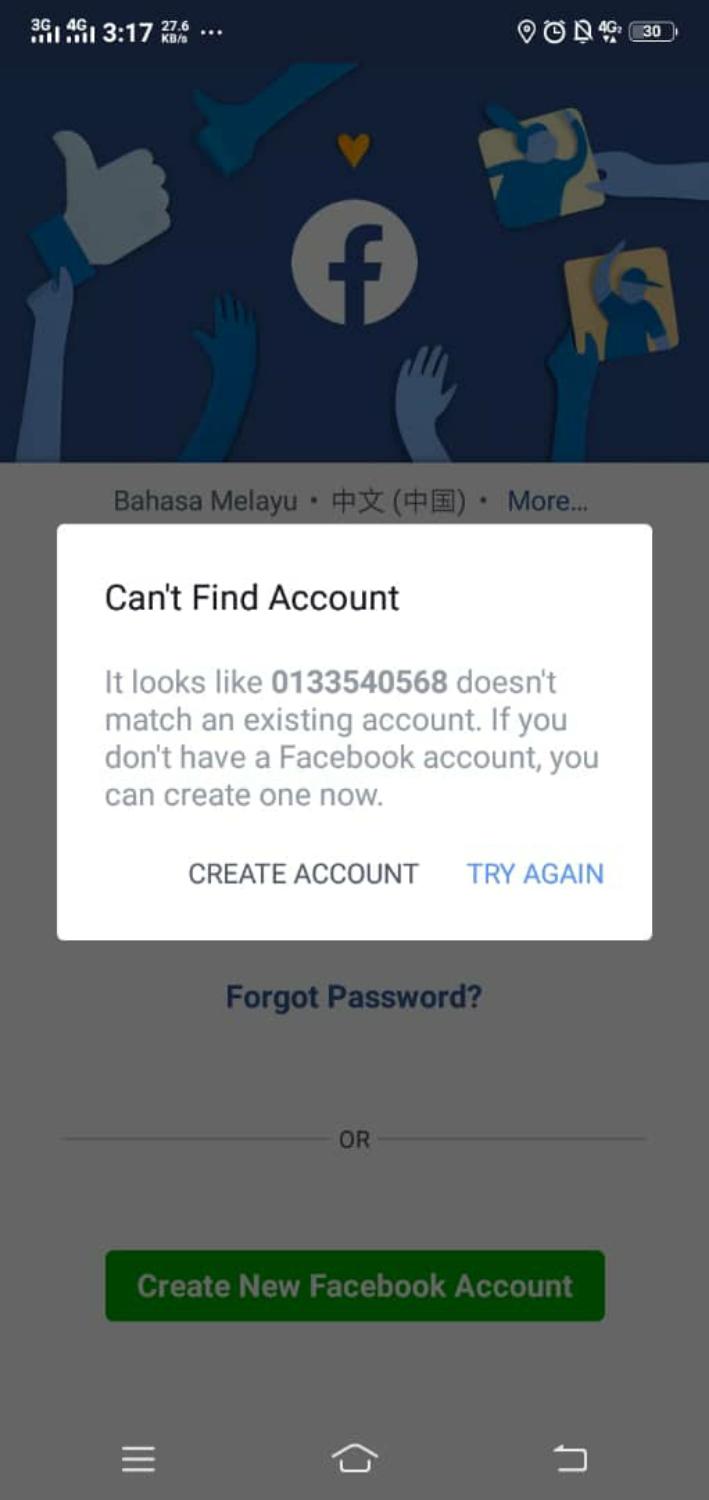 3G 4G 3:17 27.6 KB/s ... 4G² 30
Bahasa Melayu • 中文 (中国) • More...
Can't Find Account
It looks like 0133540568 doesn't
match an existing account. If you
don't have a Facebook account, you
can create one now.
CREATE ACCOUNT TRY AGAIN
Forgot Password?
OR
Create New Facebook Account